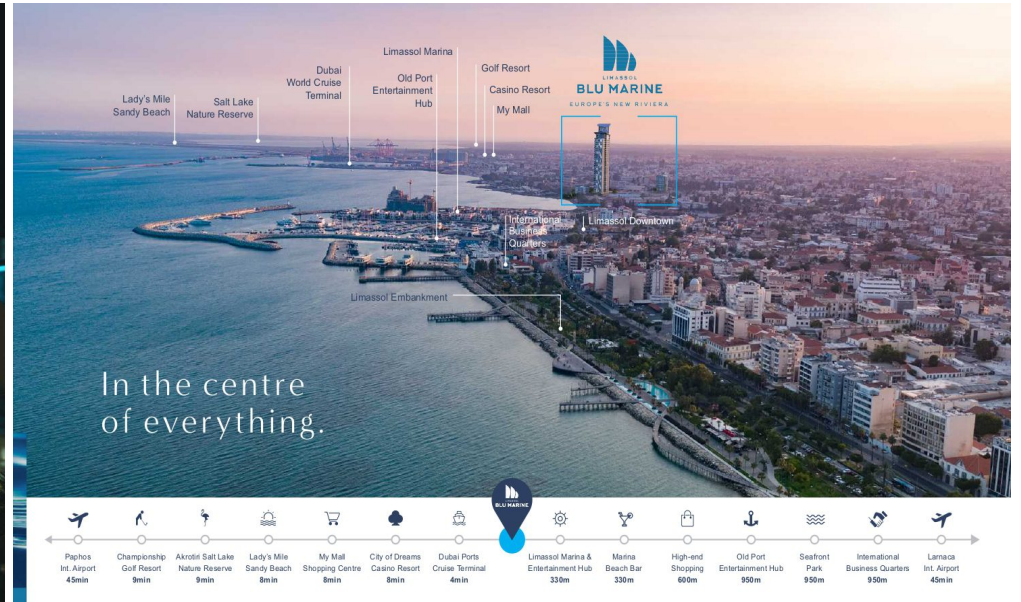 Limassol Marina
Dubai
World Cruise
Terminal
Old Port
Entertainment
Hub
Golf Resort
Casino Resort
My Mall
Lady's Mile
Sandy Beach
Salt Lake
Nature Reserve
LIMASSOL
BLU MARINE
EUROPE'S NEW RIVIERA
International
Business
Quarters
Limassol Downtown
Limassol Embankment
In the centre
of everything.
BLU MARINE
Paphos
Int. Airport
45min
Championship
Golf Resort
9min
Akrotiri Salt Lake
Nature Reserve
9min
Lady's Mile
Sandy Beach
8min
My Mall
Shopping Centre
8min
City of Dreams
Casino Resort
8min
Dubai Ports
Cruise Terminal
4min
Limassol Marina &
Entertainment Hub
330m
Marina
Beach Bar
330m
High-end
Shopping
600m
Old Port
Entertainment Hub
950m
Seafront
Park
950m
International
Business Quarters
950m
Larnaca
Int. Airport
45min